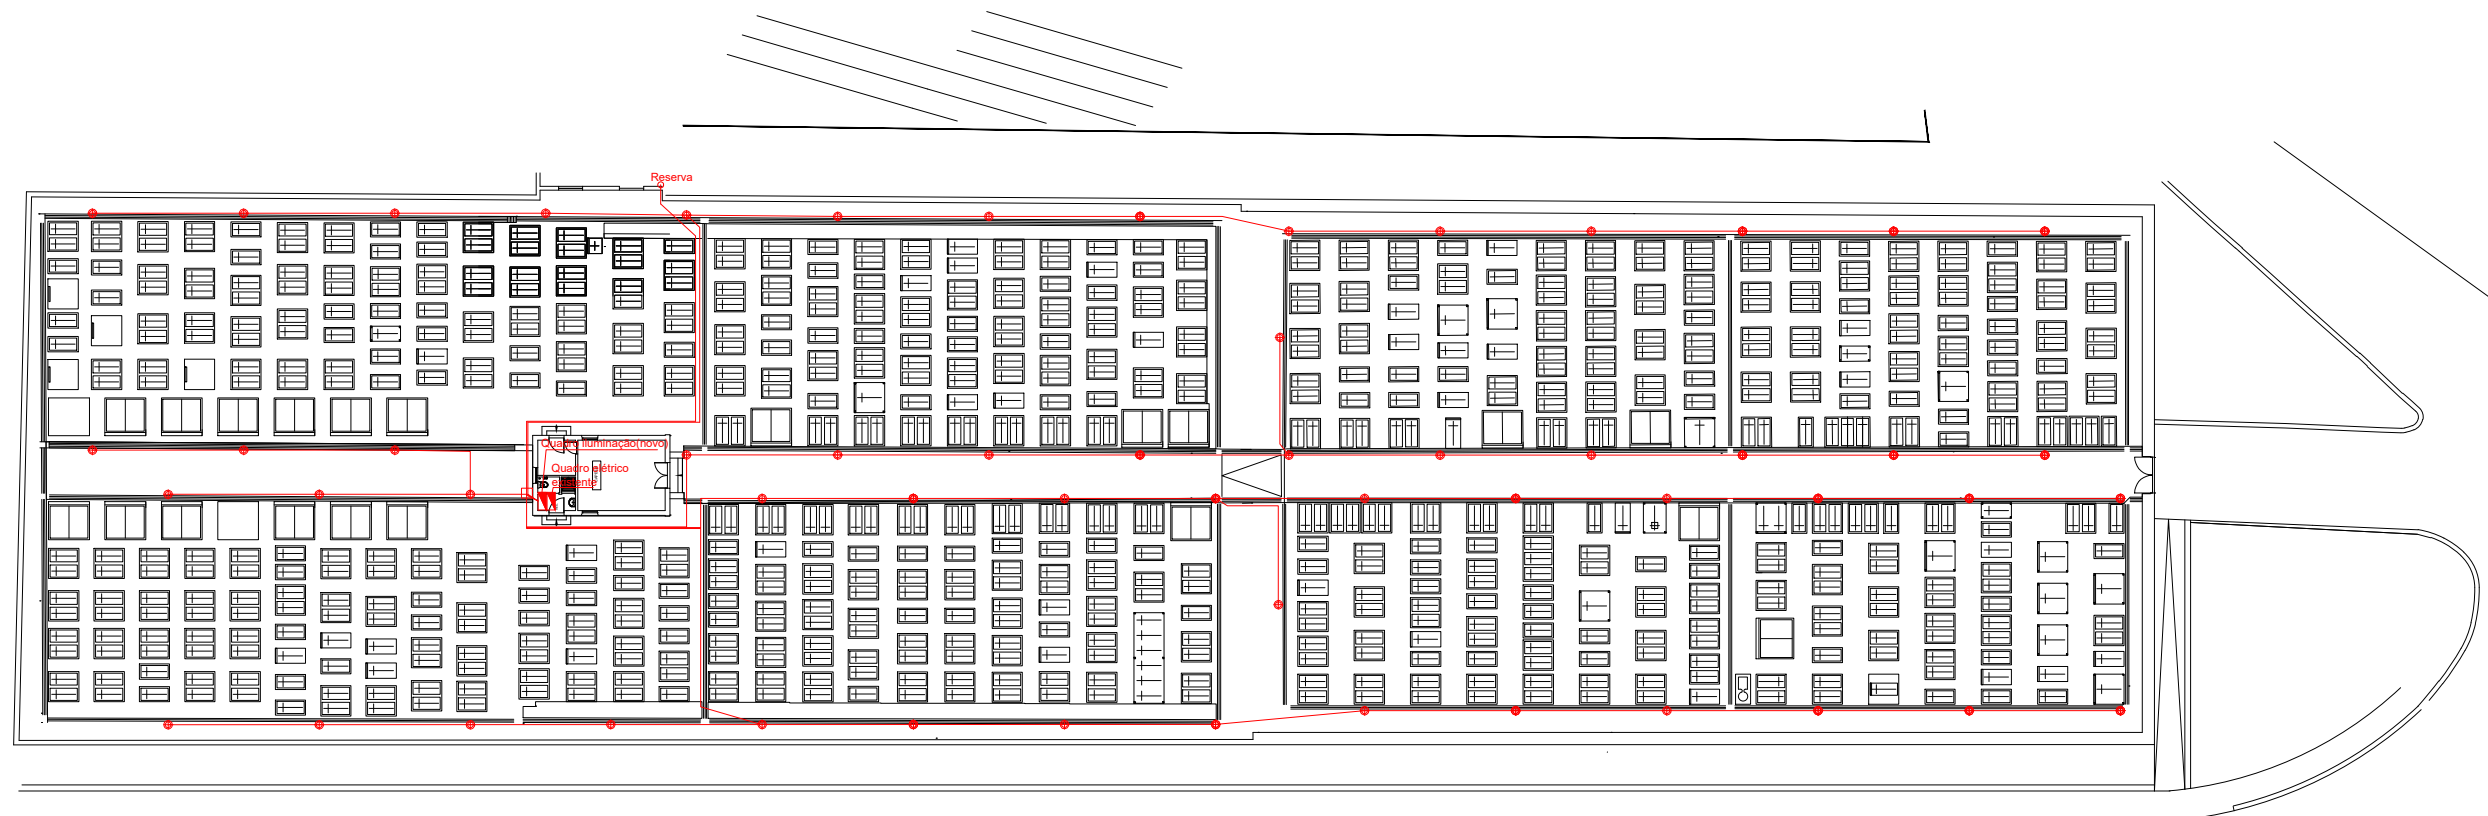 Reserva
Quadro iluminação(novo)
Quadro elétrico
existente